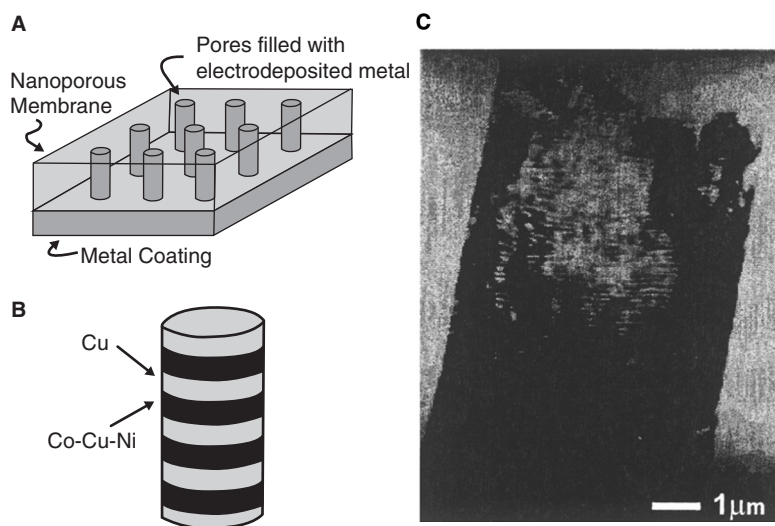 A
Pores filled with
electrodeposited metal
Nanoporous
Membrane
Metal Coating
B
Cu
Co-Cu-Ni
C
1μm